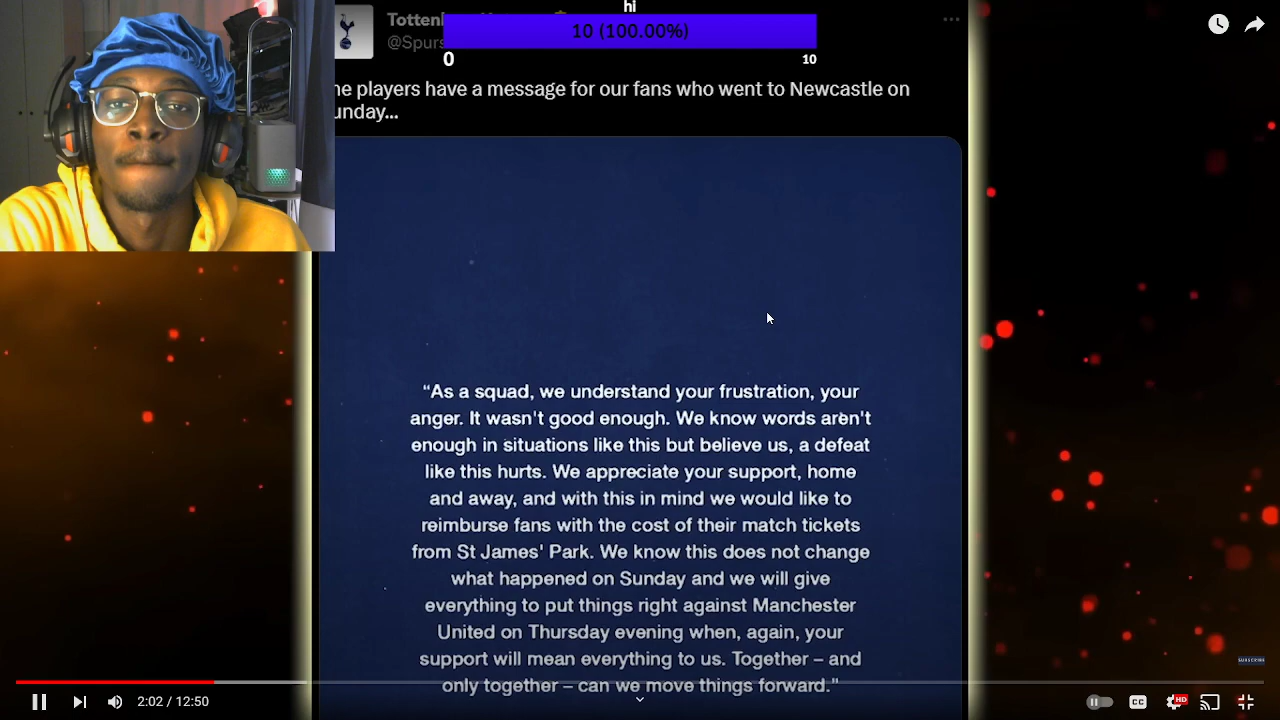 hi
Totten
@Spurs
10 (100.00%)
0
10
he players have a message for our fans who went to Newcastle on
unday...
“As a squad, we understand your frustration, your
anger. It wasn't good enough. We know words aren't
enough in situations like this but believe us, a defeat
like this hurts. We appreciate your support, home
and away, and with this in mind we would like to
reimburse fans with the cost of their match tickets
from St James' Park. We know this does not change
what happened on Sunday and we will give
everything to put things right against Manchester
United on Thursday evening when, again, your
support will mean everything to us. Together – and
only together – can we move things forward."
SUBSCRIBE
2:02 / 12:50
CC
HD